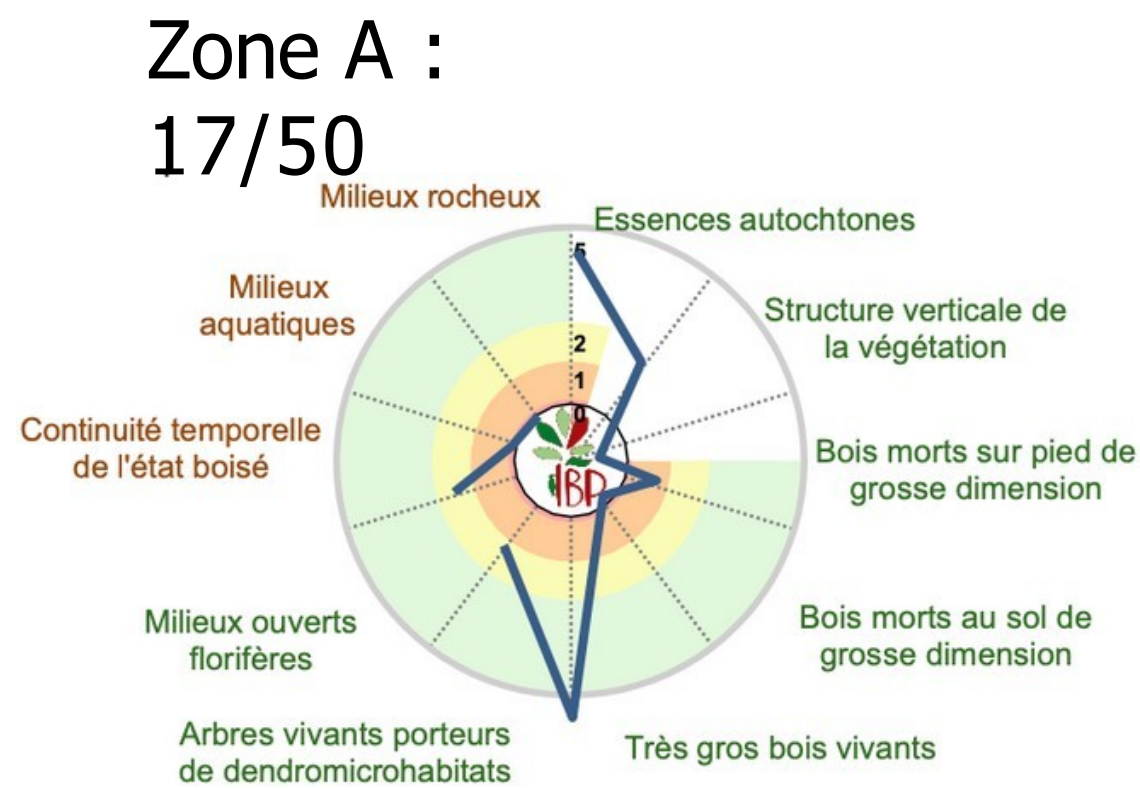 Zone A :
17/50
Milieux rocheux
Essences autochtones
Structure verticale de
la végétation
Bois morts sur pied de
grosse dimension
Bois morts au sol de
grosse dimension
Très gros bois vivants
Arbres vivants porteurs
de dendromicrohabitats
Milieux ouverts
florifères
Continuité temporelle
de l'état boisé
Milieux
aquatiques
5
2
1
0
IBP